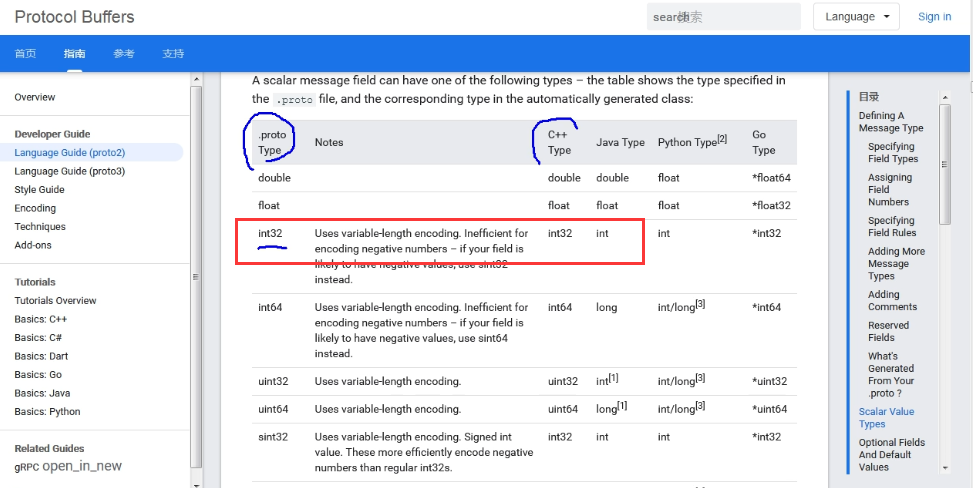 Protocol Buffers
search搜索
Language
Sign in
首页
指南
参考
支持
Overview
Developer Guide
Language Guide (proto2)
Language Guide (proto3)
Style Guide
Encoding
Techniques
Add-ons
Tutorials
Tutorials Overview
Basics: C++
Basics: C#
Basics: Dart
Basics: Go
Basics: Java
Basics: Python
Related Guides
gRPC open_in_new
A scalar message field can have one of the following types – the table shows the type specified in
the .proto file, and the corresponding type in the automatically generated class:
.proto Type Notes C++ Type Java Type Python Type[2] Go Type
double double double float *float64
float float float float *float32
int32 Uses variable-length encoding. Inefficient for int32 int int *int32
encoding negative numbers – if your field is
likely to have negative values, use sint32
instead.
int64 Uses variable-length encoding. Inefficient for int64 long int/long[3] *int64
encoding negative numbers – if your field is
likely to have negative values, use sint64
instead.
uint32 Uses variable-length encoding. uint32 int[1] int/long[3] *uint32
uint64 Uses variable-length encoding. uint64 long[1] int/long[3] *uint64
sint32 Uses variable-length encoding. Signed int int32 int int *int32
value. These more efficiently encode negative
numbers than regular int32s.
目录
Defining A
Message Type
Specifying
Field Types
Assigning
Field
Numbers
Specifying
Field Rules
Adding More
Message
Types
Adding
Comments
Reserved
Fields
What's
Generated
From Your
.proto ?
Scalar Value
Types
Optional Fields
And Default
Values